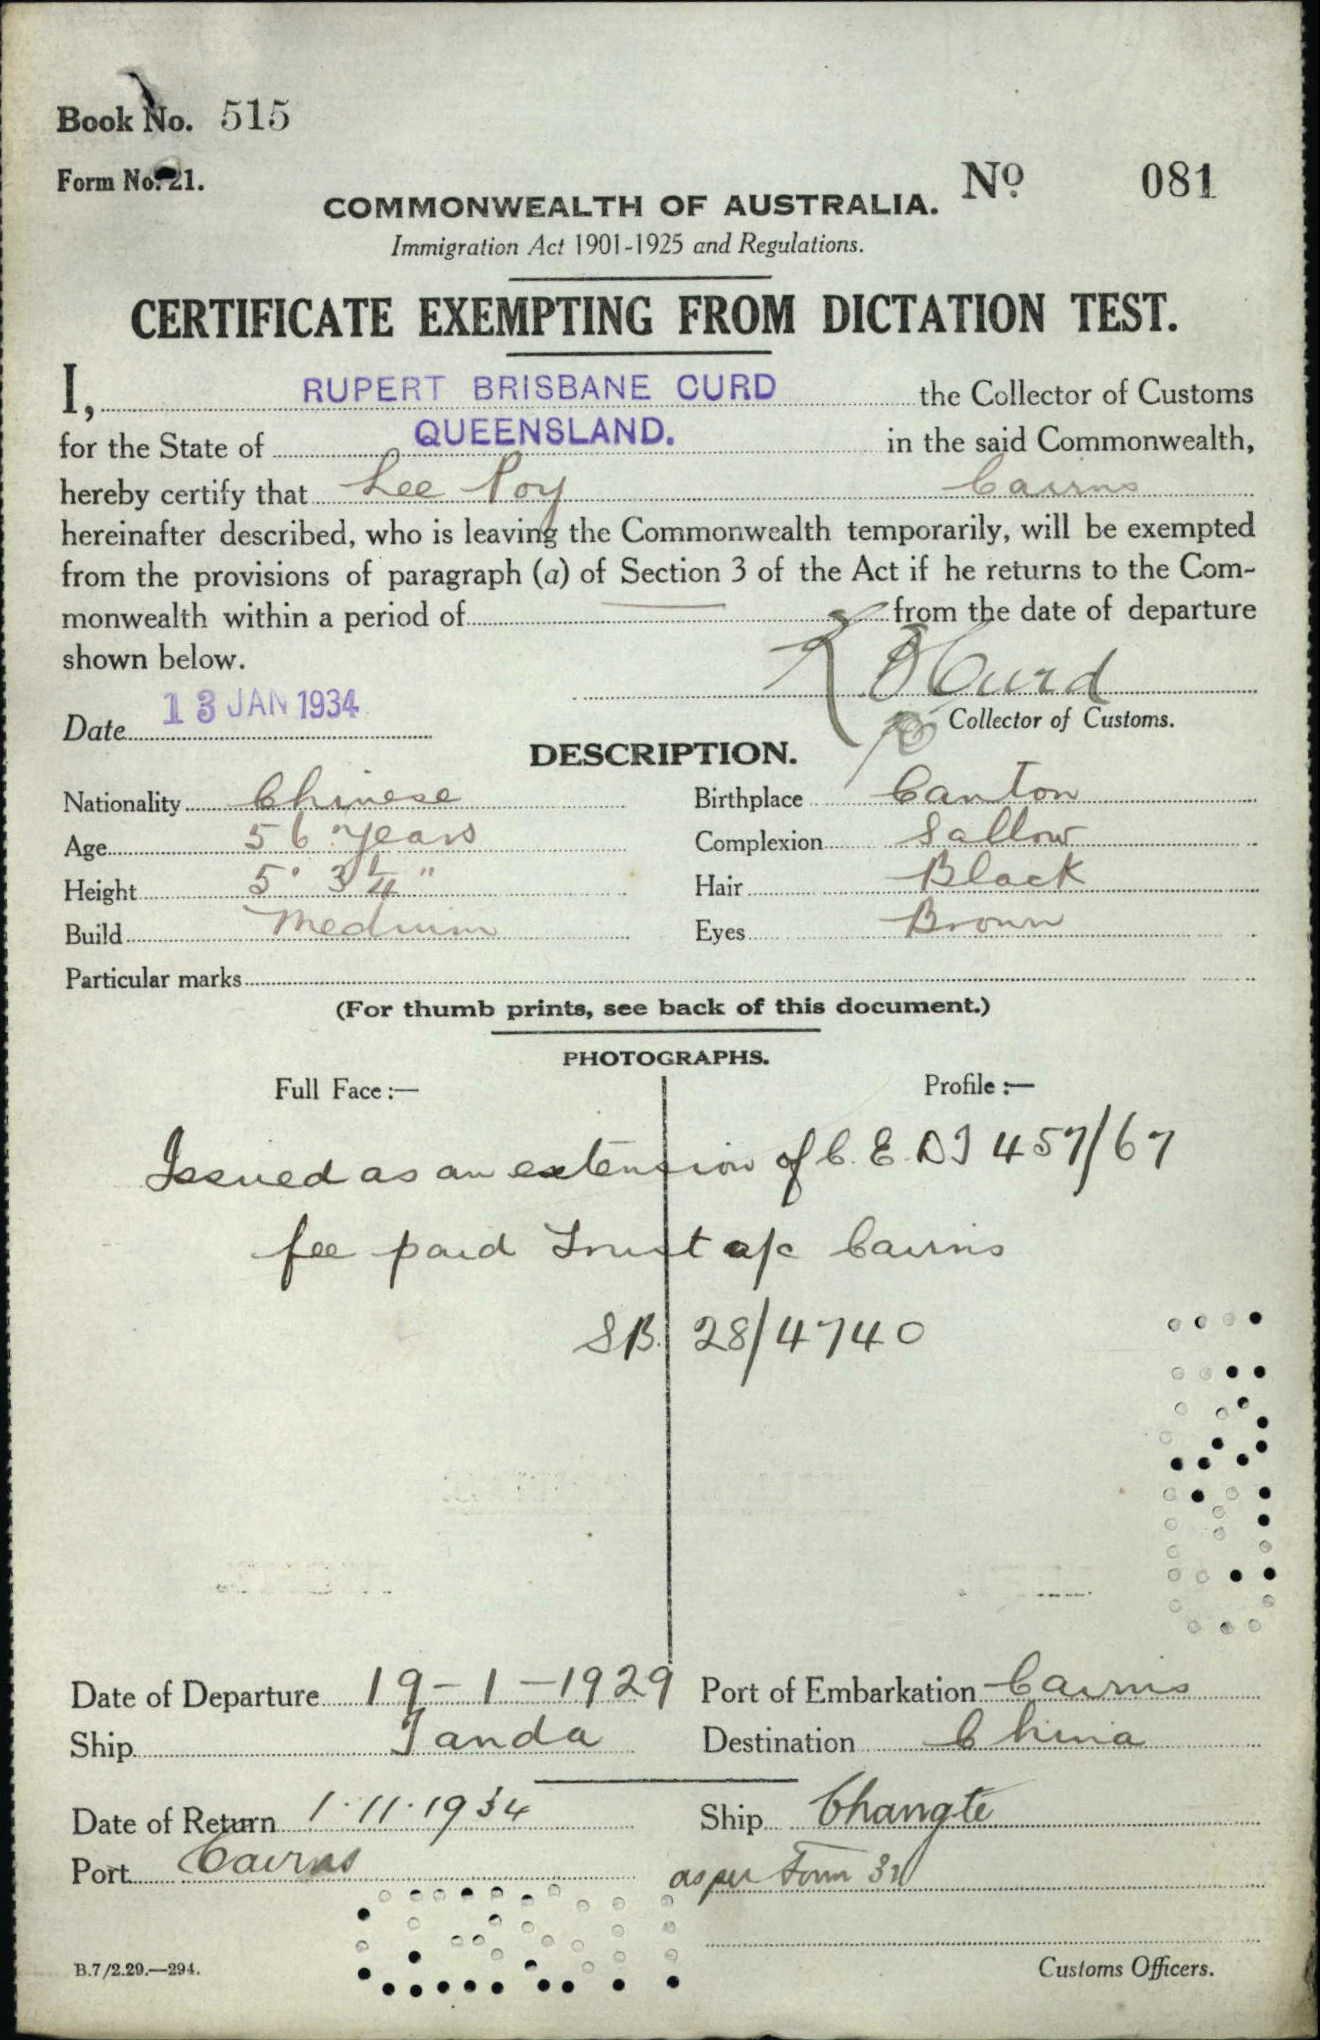 Book No. 515
Form No. 21.
No 081
COMMONWEALTH OF AUSTRALIA.
Immigration Act 1901-1925 and Regulations.
CERTIFICATE EXEMPTING FROM DICTATION TEST.
I, RUPERT BRISBANE CURD the Collector of Customs
for the State of QUEENSLAND. in the said Commonwealth,
hereby certify that Lee Poy Cairns
hereinafter described, who is leaving the Commonwealth temporarily, will be exempted
from the provisions of paragraph (a) of Section 3 of the Act if he returns to the Com-
monwealth within a period of from the date of departure
shown below.
R B Curd
Date 13 JAN 1934
Collector of Customs.
DESCRIPTION.
Nationality Chinese Birthplace Canton
Age 56 years Complexion Sallow
Height 5' 3 1/4" Hair Black
Build Medium Eyes Brown
Particular marks
(For thumb prints, see back of this document.)
PHOTOGRAPHS.
Full Face :— Profile :—
Issued as an extension of C.E.D.T 457/67
fee paid Trust a/c Cairns
SB. 28/4740
Date of Departure 19-1-1929 Port of Embarkation Cairns
Ship Tanda Destination China
Date of Return 1.11.1934 Ship Changte
Port Cairns as per Form 32
B.7/2.29.—294.
Customs Officers.